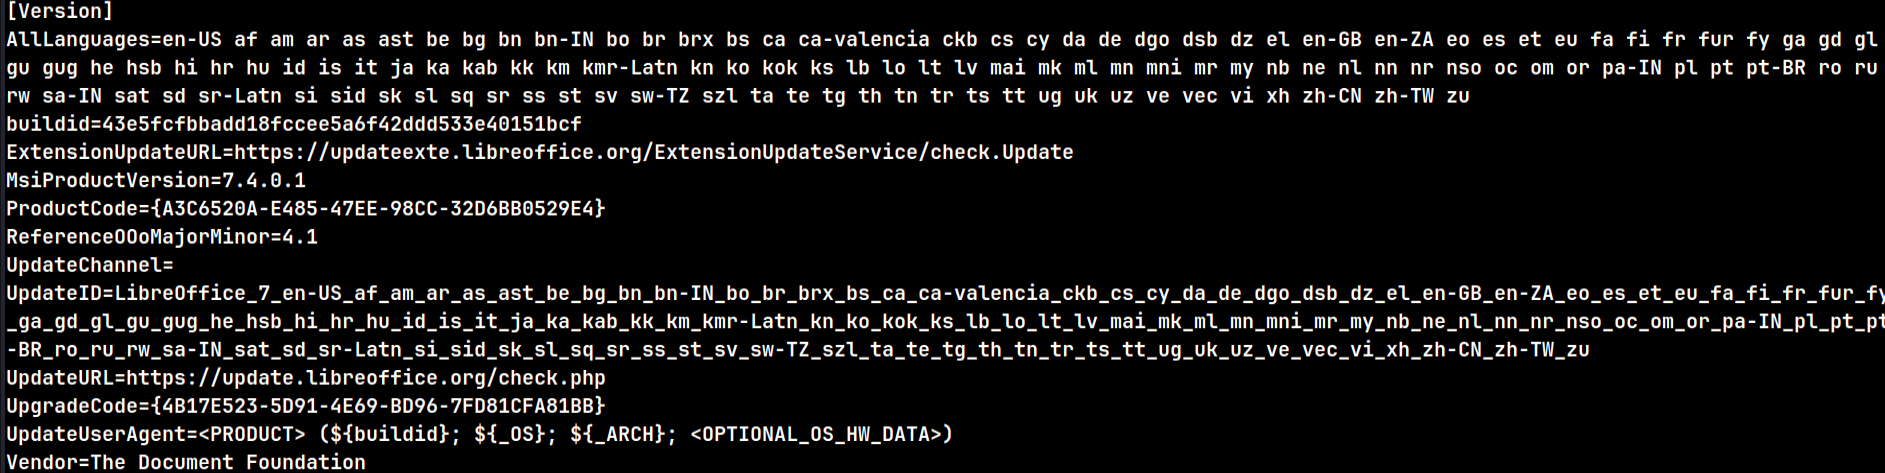 [Version]
AllLanguages=en-US af am ar as ast be bg bn bn-IN bo br brx bs ca ca-valencia ckb cs cy da de dgo dsb dz el en-GB en-ZA eo es et eu fa fi fr fur fy ga gd gl
gu gug he hsb hi hr hu id is it ja ka kab kk km kmr-Latn kn ko kok ks lb lo lt lv mai mk ml mn mni mr my nb ne nl nn nr nso oc om or pa-IN pl pt pt-BR ro ru
rw sa-IN sat sd sr-Latn si sid sk sl sq sr ss st sv sw-TZ szl ta te tg th tn tr ts tt ug uk uz ve vec vi xh zh-CN zh-TW zu
buildid=43e5fcfbbadd18fccee5a6f42ddd533e40151bcf
ExtensionUpdateURL=https://updateexte.libreoffice.org/ExtensionUpdateService/check.Update
MsiProductVersion=7.4.0.1
ProductCode={A3C6520A-E485-47EE-98CC-32D6BB0529E4}
ReferenceOOoMajorMinor=4.1
UpdateChannel=
UpdateID=LibreOffice_7_en-US_af_am_ar_as_ast_be_bg_bn_bn-IN_bo_br_brx_bs_ca_ca-valencia_ckb_cs_cy_da_de_dgo_dsb_dz_el_en-GB_en-ZA_eo_es_et_eu_fa_fi_fr_fur_fy
_ga_gd_gl_gu_gug_he_hsb_hi_hr_hu_id_is_it_ja_ka_kab_kk_km_kmr-Latn_kn_ko_kok_ks_lb_lo_lt_lv_mai_mk_ml_mn_mni_mr_my_nb_ne_nl_nn_nr_nso_oc_om_or_pa-IN_pl_pt_pt
-BR_ro_ru_rw_sa-IN_sat_sd_sr-Latn_si_sid_sk_sl_sq_sr_ss_st_sv_sw-TZ_szl_ta_te_tg_th_tn_tr_ts_tt_ug_uk_uz_ve_vec_vi_xh_zh-CN_zh-TW_zu
UpdateURL=https://update.libreoffice.org/check.php
UpgradeCode={4B17E523-5D91-4E69-BD96-7FD81CFA81BB}
UpdateUserAgent=<PRODUCT> (${buildid}; ${_OS}; ${_ARCH}; <OPTIONAL_OS_HW_DATA>)
Vendor=The Document Foundation